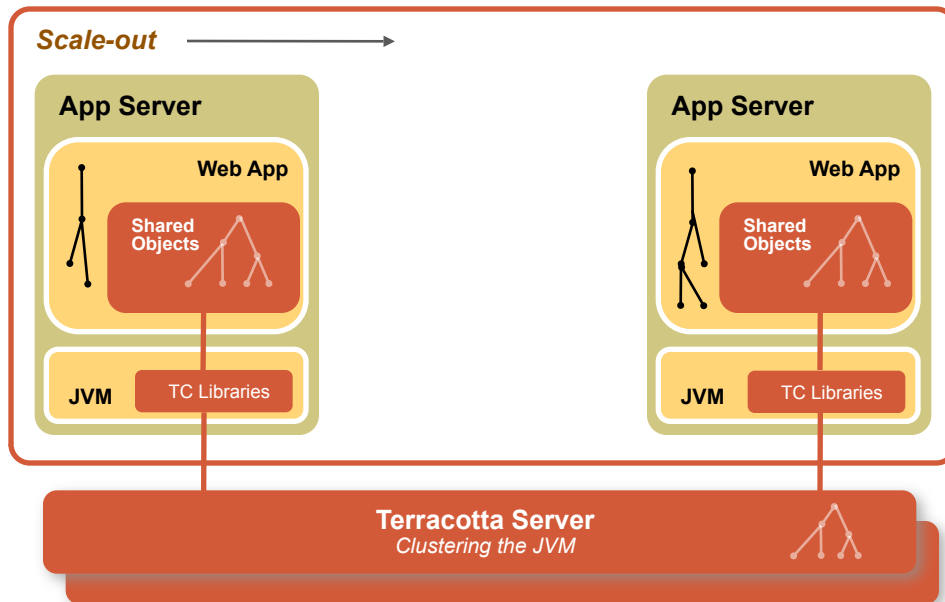 Scale-out
App Server
Web App
Shared
Objects
JVM
TC Libraries
App Server
Web App
Shared
Objects
JVM
TC Libraries
Terracotta Server
Clustering the JVM